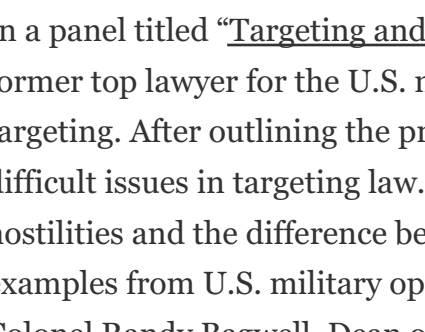 n a panel titled “Targeting and
ormer top lawyer for the U.S.
argeting. After outlining the pr
ifficult issues in targeting law.
ostilities and the difference be
xamples from U.S. military op
Colonel Randy Bagwell, Dean o